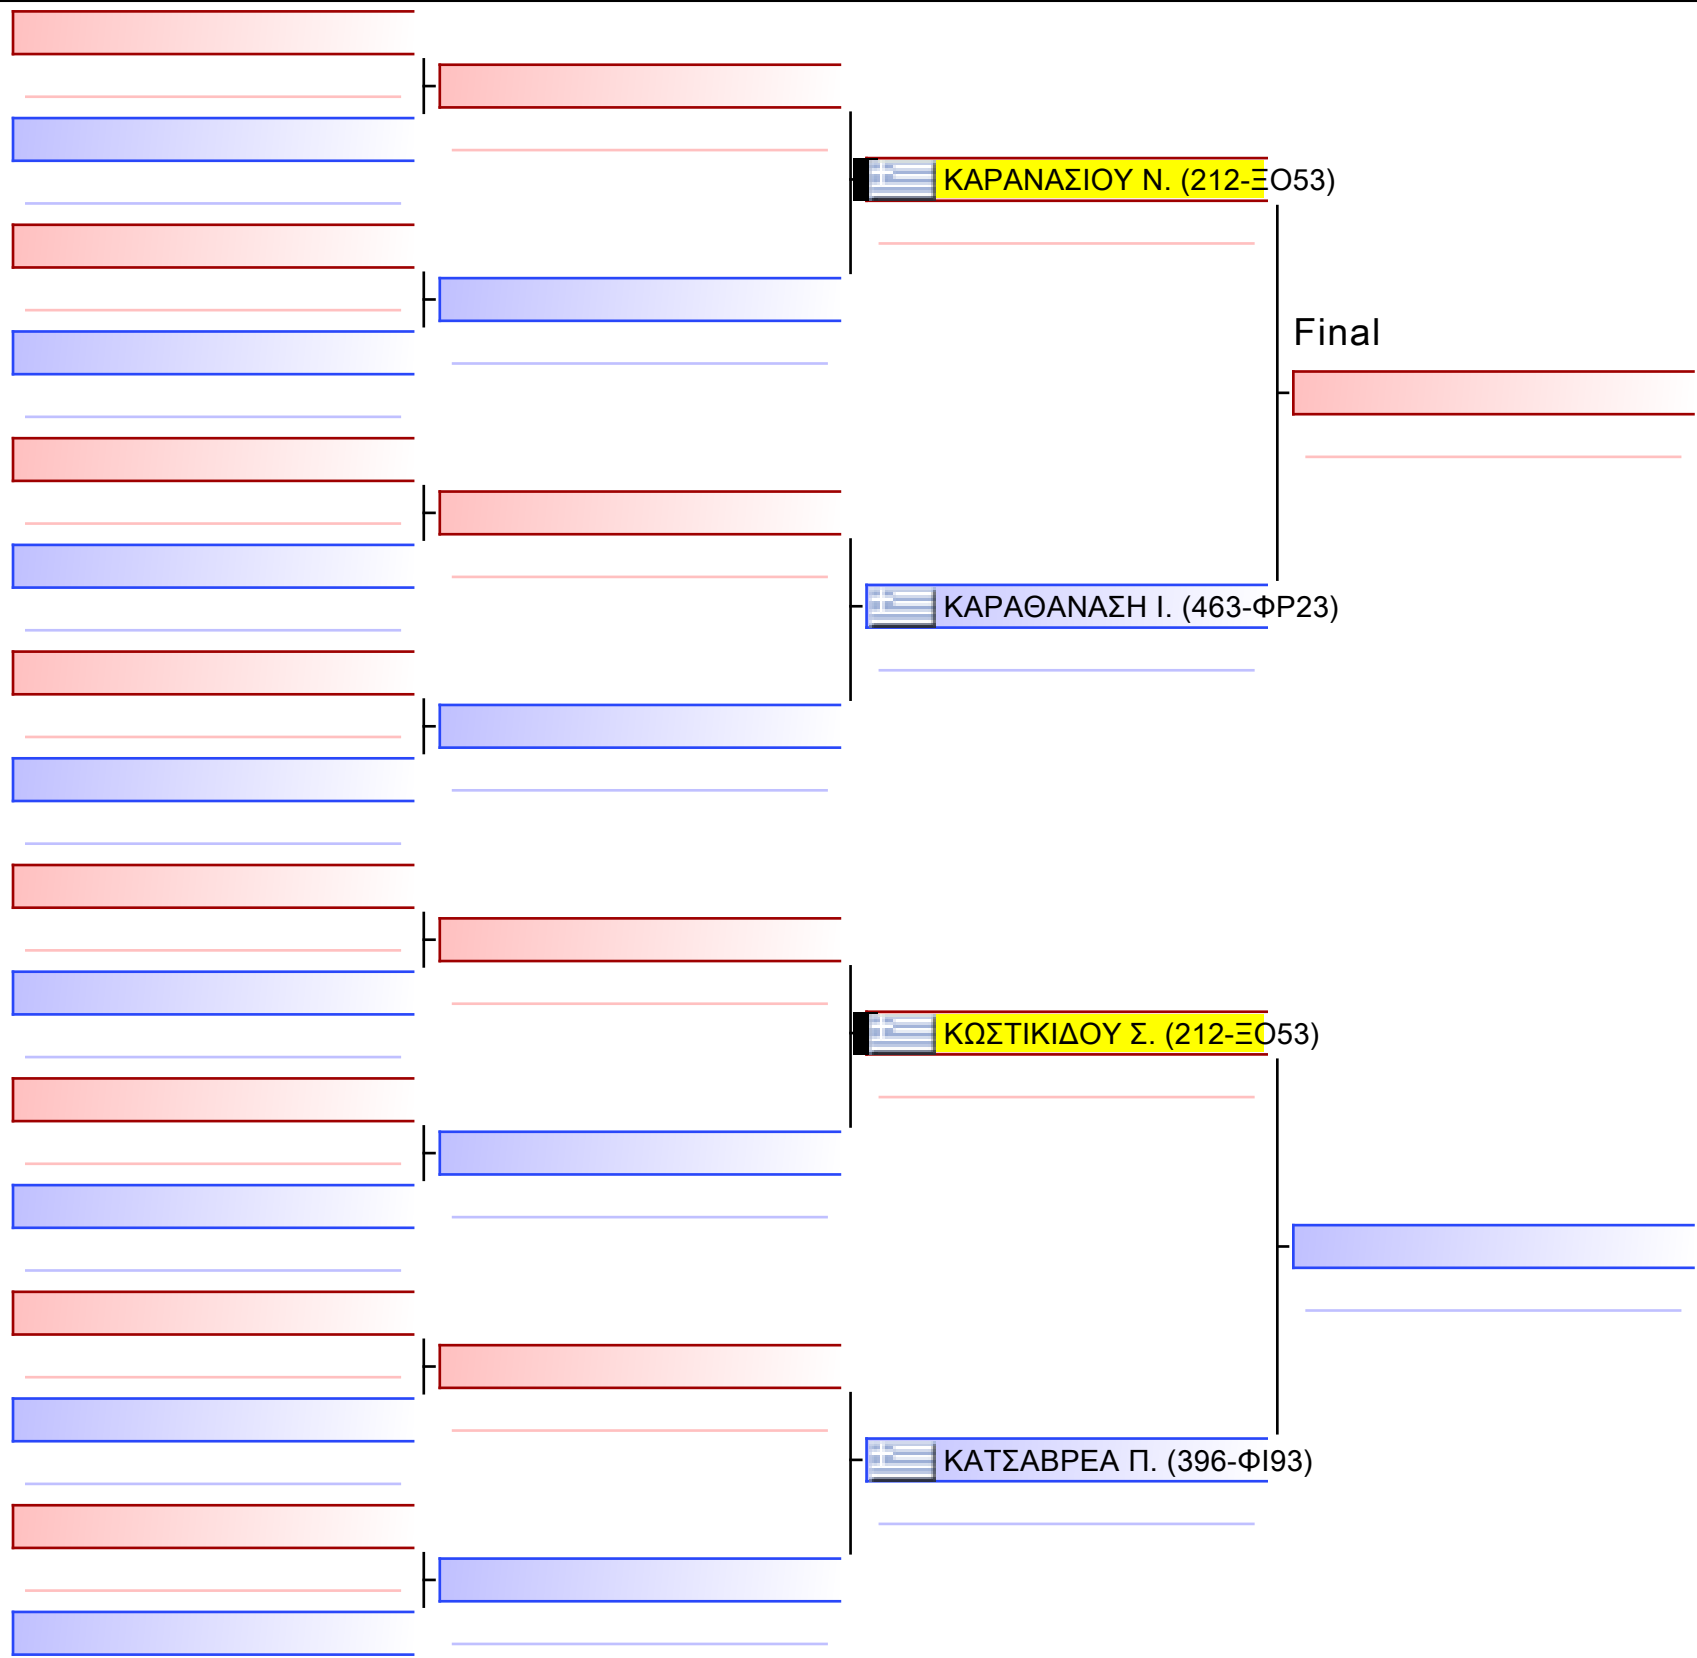 ΚΑΡΑΝΑΣΙΟΥ Ν. (212-ΞΟ53)
Final
ΚΑΡΑΘΑΝΑΣΗ Ι. (463-ΦΡ23)
ΚΩΣΤΙΚΙΔΟΥ Σ. (212-ΞΟ53)
ΚΑΤΣΑΒΡΕΑ Π. (396-ΦΙ93)